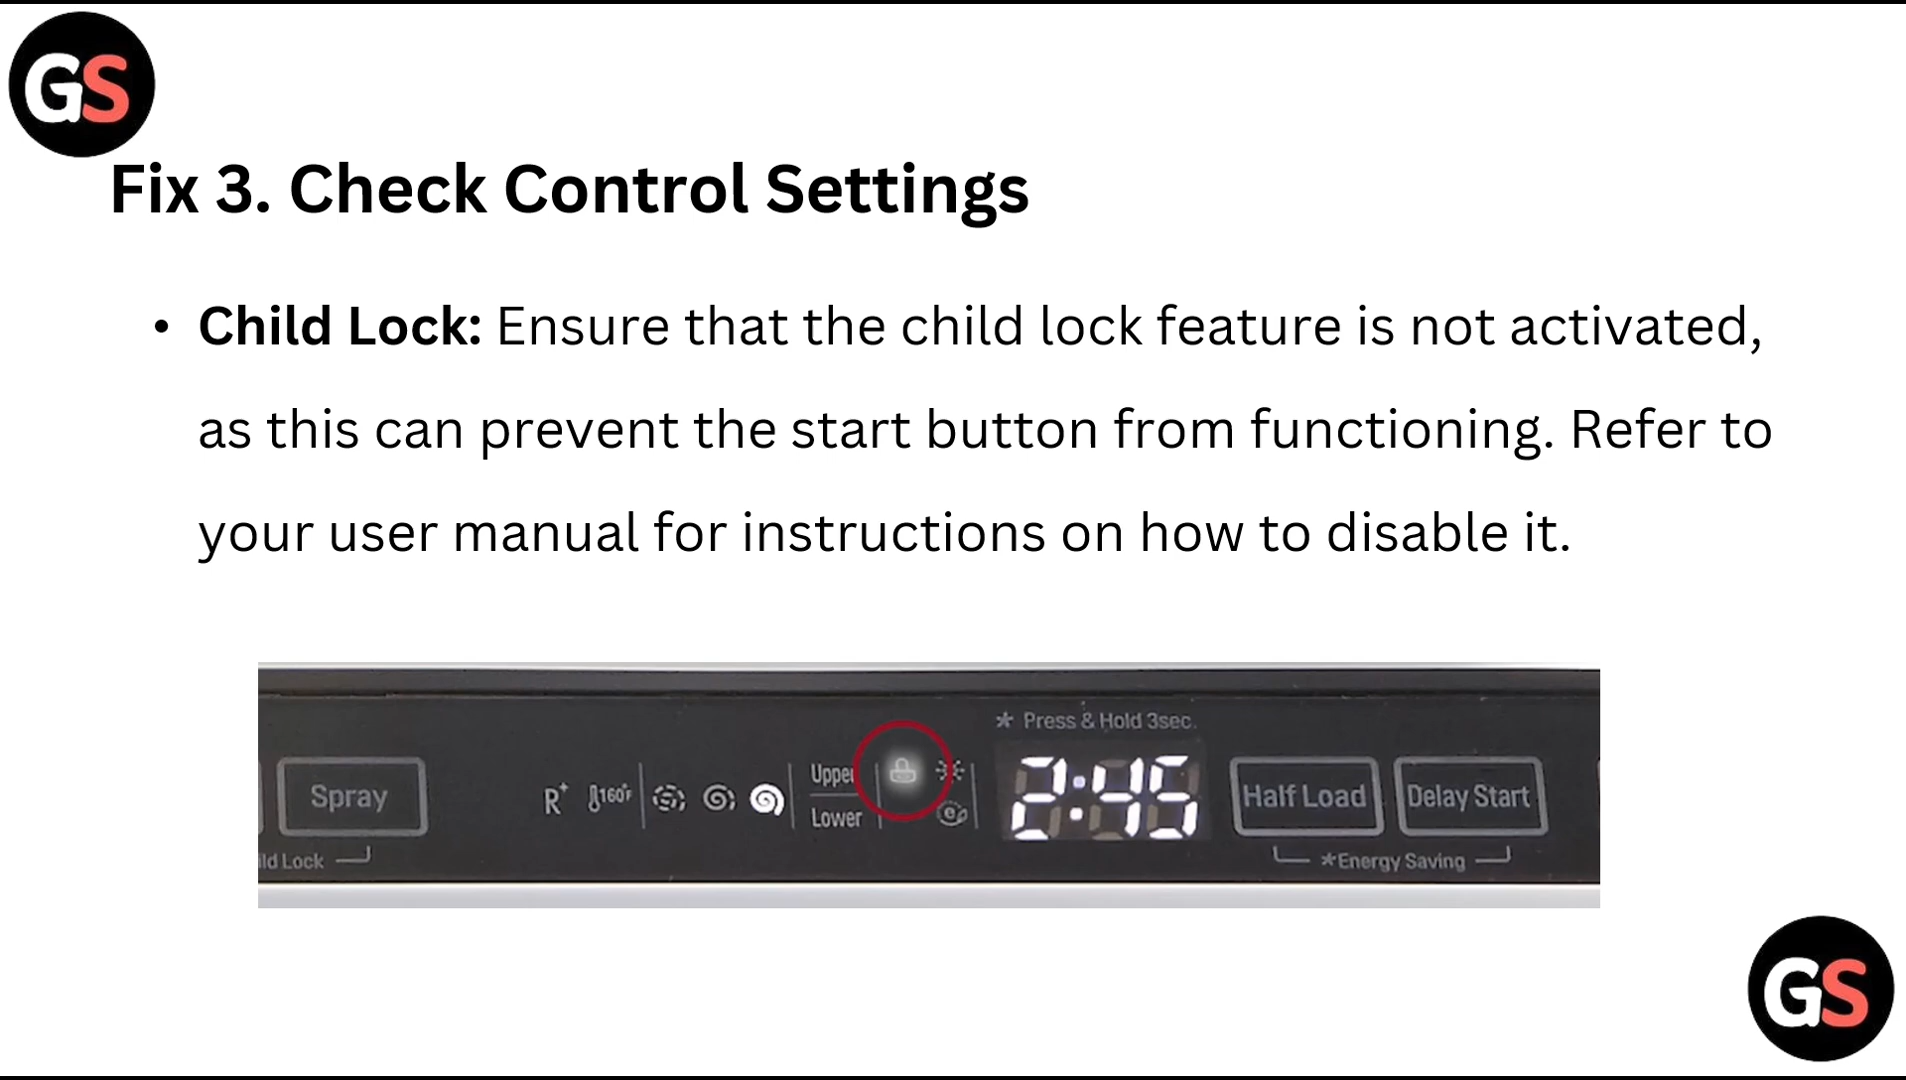 GS
Fix 3. Check Control Settings
• Child Lock: Ensure that the child lock feature is not activated,
as this can prevent the start button from functioning. Refer to
your user manual for instructions on how to disable it.
* Press & Hold 3sec.
Spray
R+ 160°F
Upper
Lower
2:45
Half Load
Delay Start
ild Lock
*Energy Saving
GS